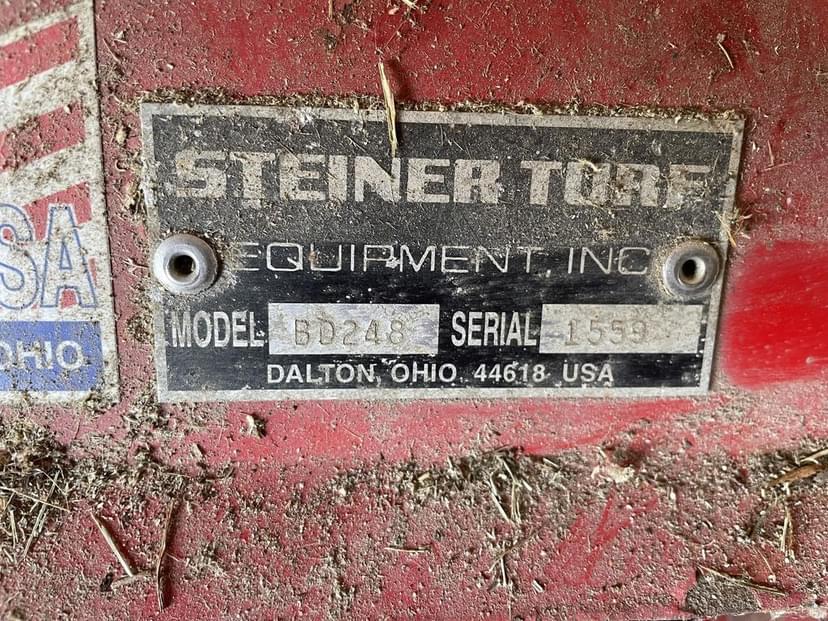 STEINER TURF
EQUIPMENT, INC
MODEL BD248 SERIAL 1559
DALTON, OHIO 44618 USA
SA
OHIO